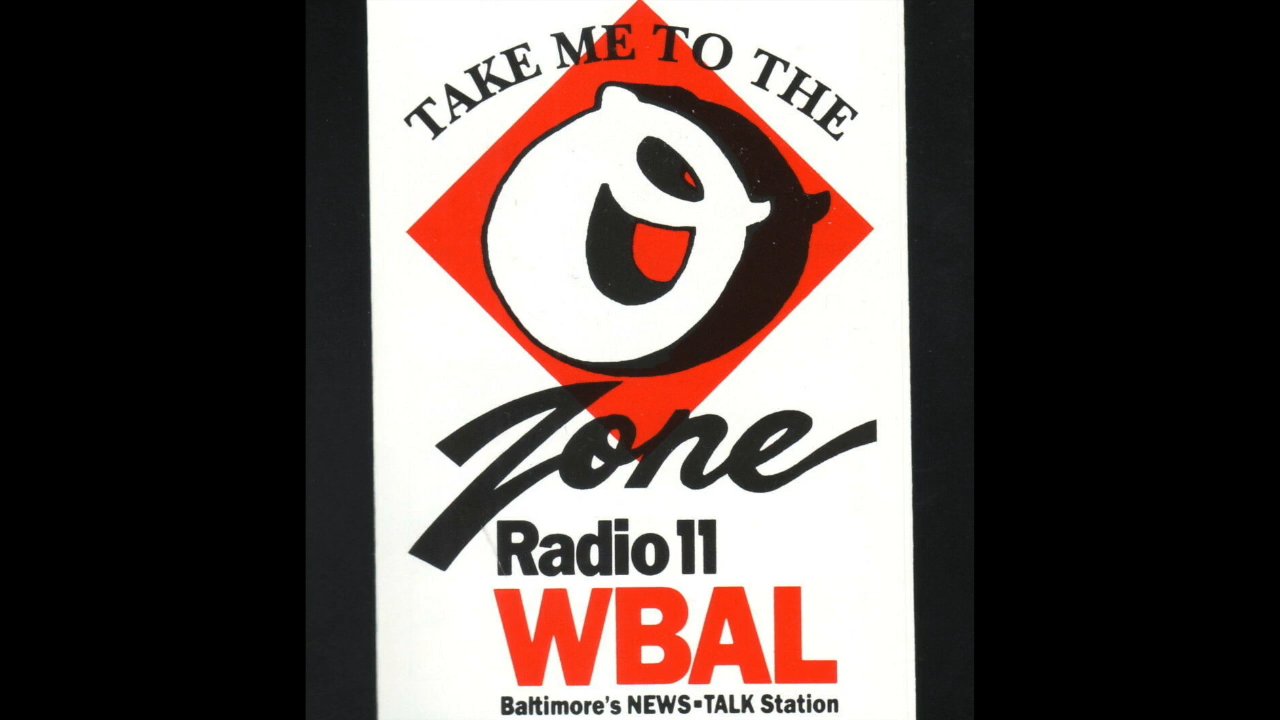 TAKE ME TO THE
Zone
Radio 11
WBAL
Baltimore's NEWS-TALK Station